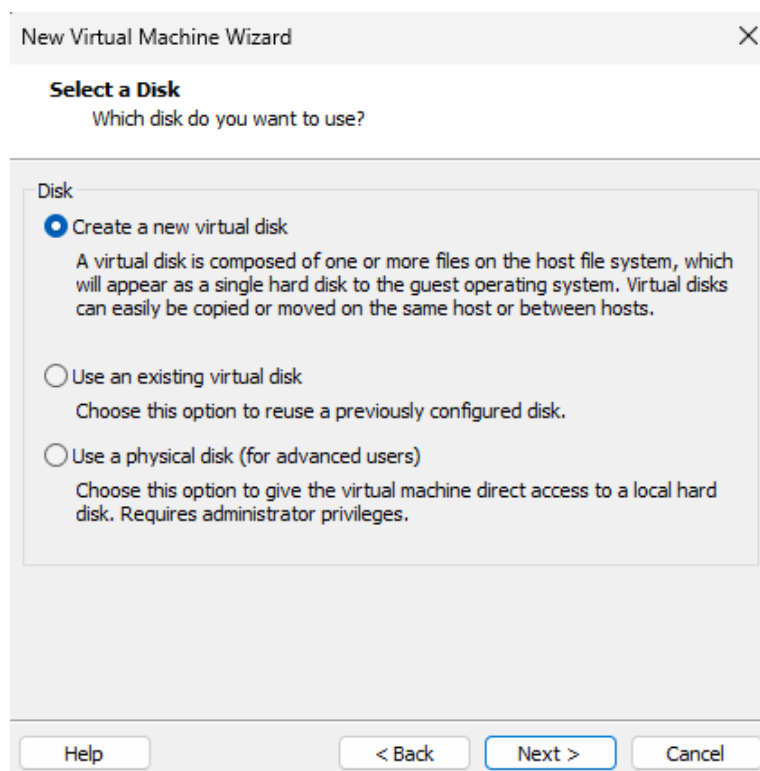 New Virtual Machine Wizard
Select a Disk
Which disk do you want to use?
Disk
Create a new virtual disk
A virtual disk is composed of one or more files on the host file system, which
will appear as a single hard disk to the guest operating system. Virtual disks
can easily be copied or moved on the same host or between hosts.
Use an existing virtual disk
Choose this option to reuse a previously configured disk.
Use a physical disk (for advanced users)
Choose this option to give the virtual machine direct access to a local hard
disk. Requires administrator privileges.
Help
< Back
Next >
Cancel